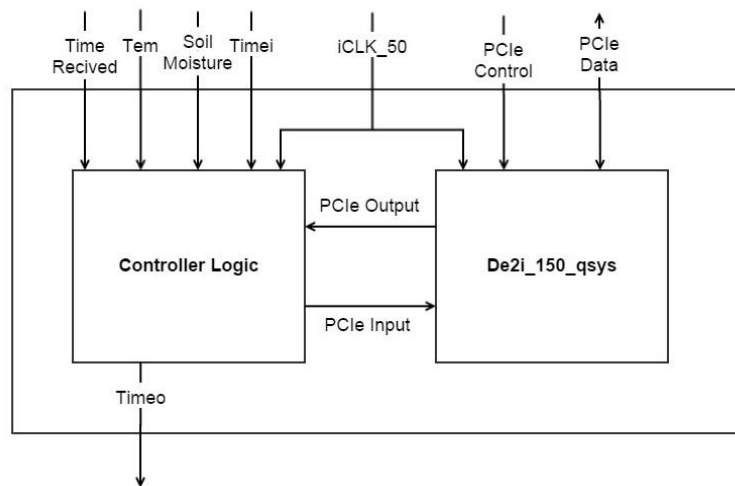 Time
Recived
Tem
Soil
Moisture
Timei
iCLK_50
PCIe
Control
PCIe
Data
PCIe Output
Controller Logic
De2i_150_qsys
PCIe Input
Timeo